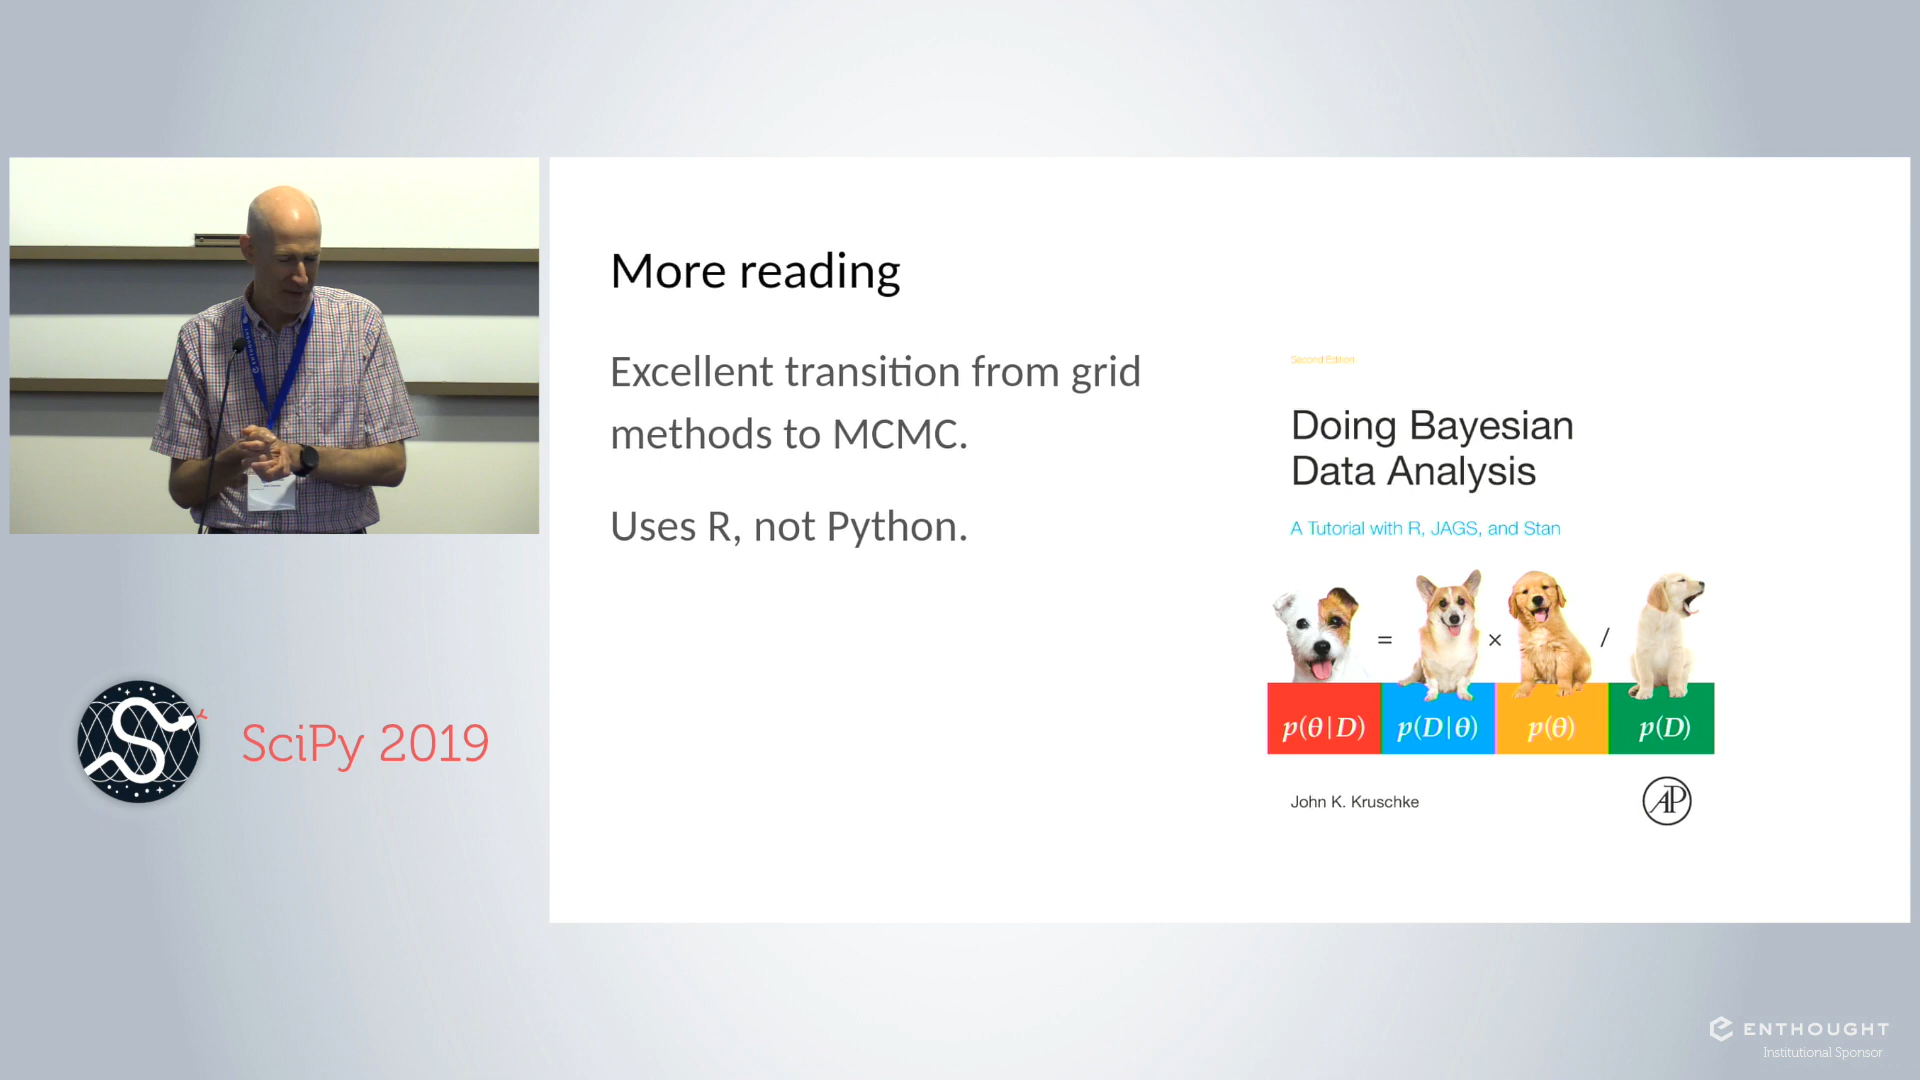 More reading
Excellent transition from grid
methods to MCMC.
Uses R, not Python.
Second Edition
Doing Bayesian
Data Analysis
A Tutorial with R, JAGS, and Stan
= × /
p(θ|D) p(D|θ) p(θ) p(D)
John K. Kruschke
AP
SciPy 2019
ENTHOUGHT
Institutional Sponsor